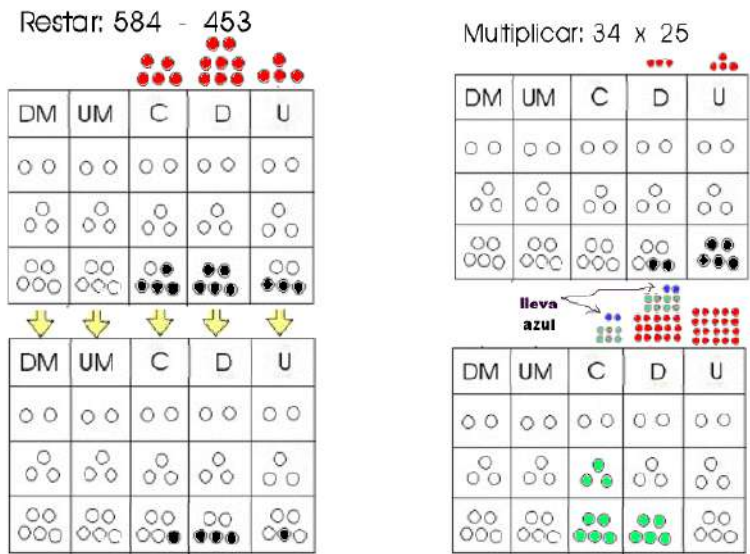 Restar: 584 - 453
DM UM C D U
DM UM C D U
Multiplicar: 34 x 25
DM UM C D U
lleva
azul
DM UM C D U